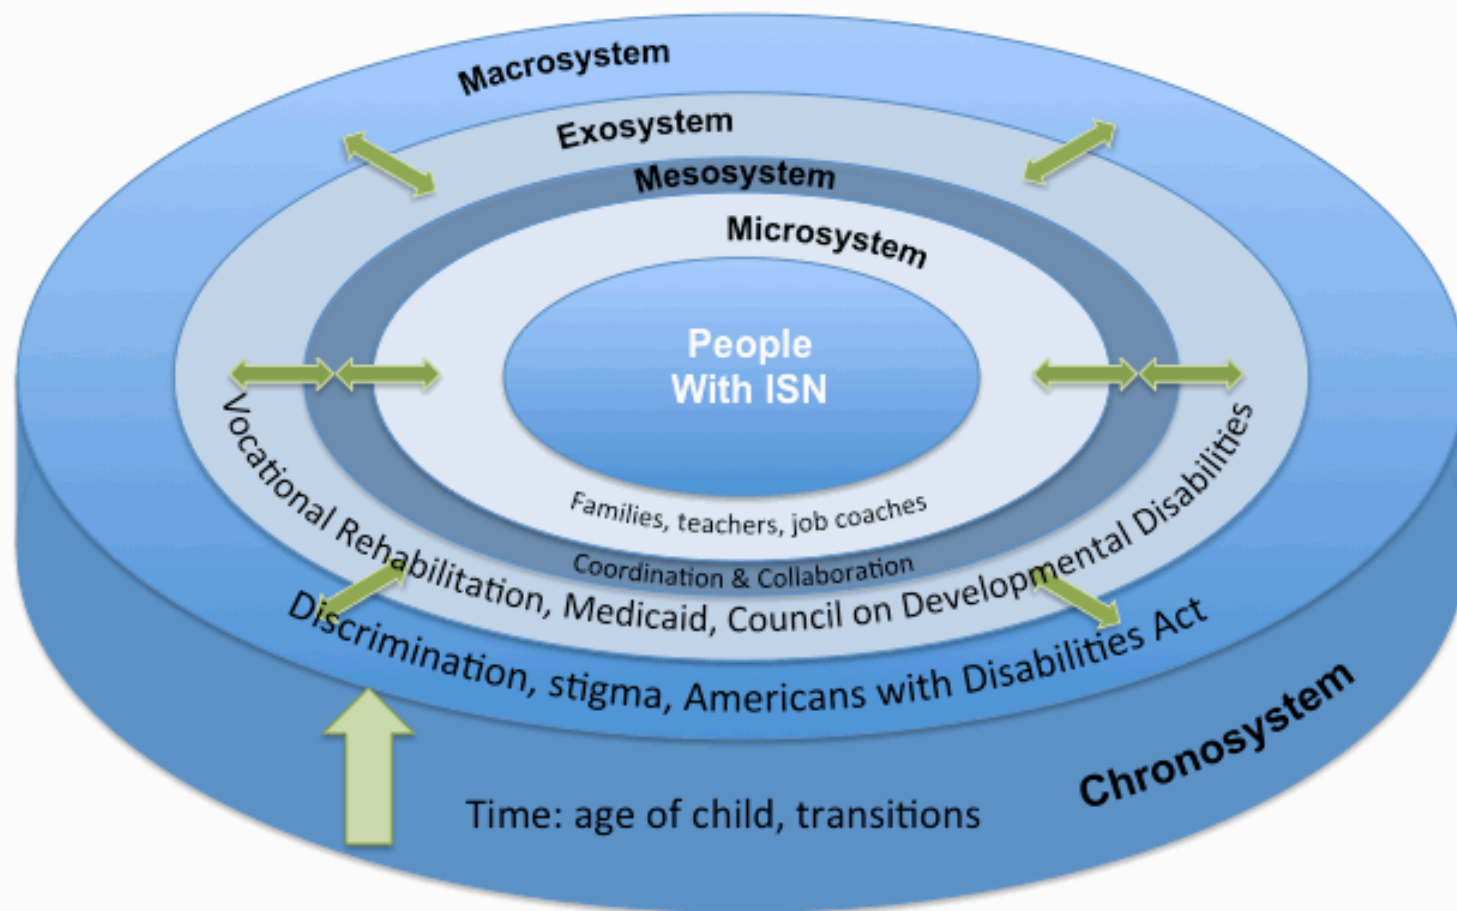 Macrosystem
Exosystem
Mesosystem
Microsystem
People
With ISN
Families, teachers, job coaches
Coordination & Collaboration
Vocational Rehabilitation, Medicaid, Council on Developmental Disabilities
Discrimination, stigma, Americans with Disabilities Act
Chronosystem
Time: age of child, transitions